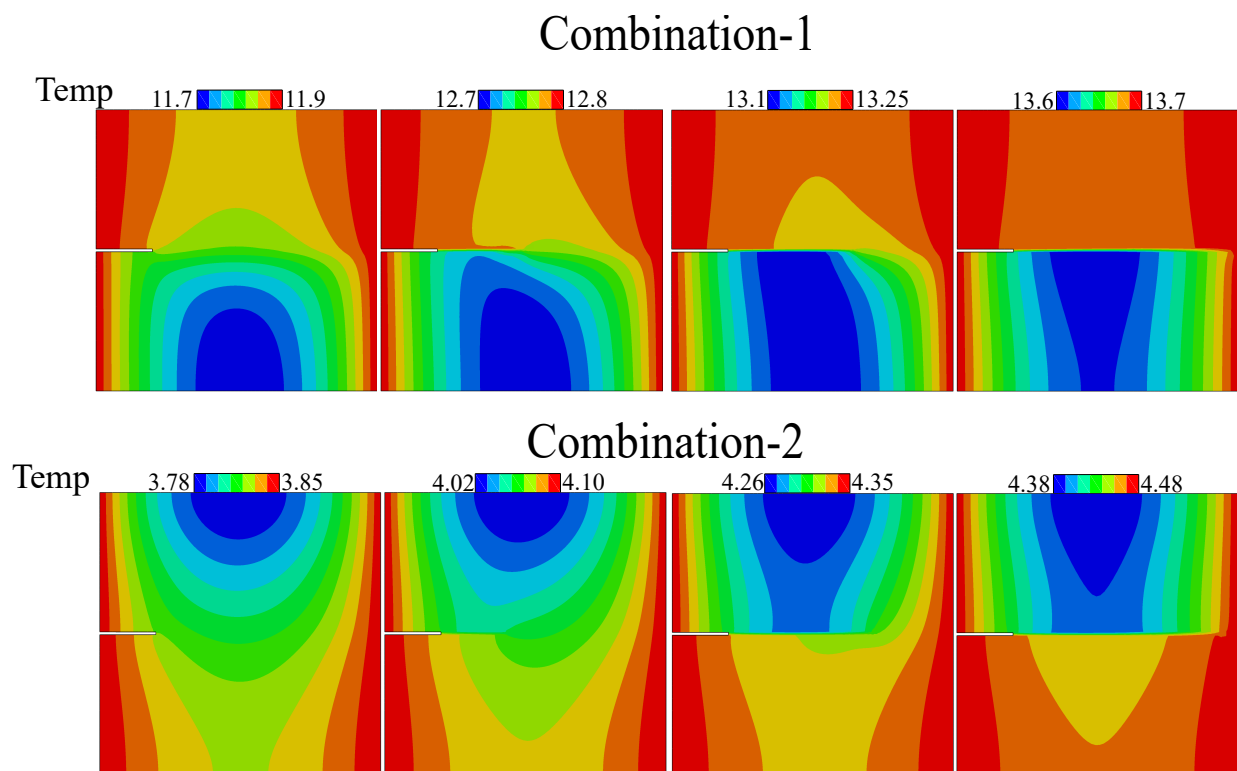 Combination-1
Temp 11.7 11.9 12.7 12.8 13.1 13.25 13.6 13.7
Combination-2
Temp 3.78 3.85 4.02 4.10 4.26 4.35 4.38 4.48